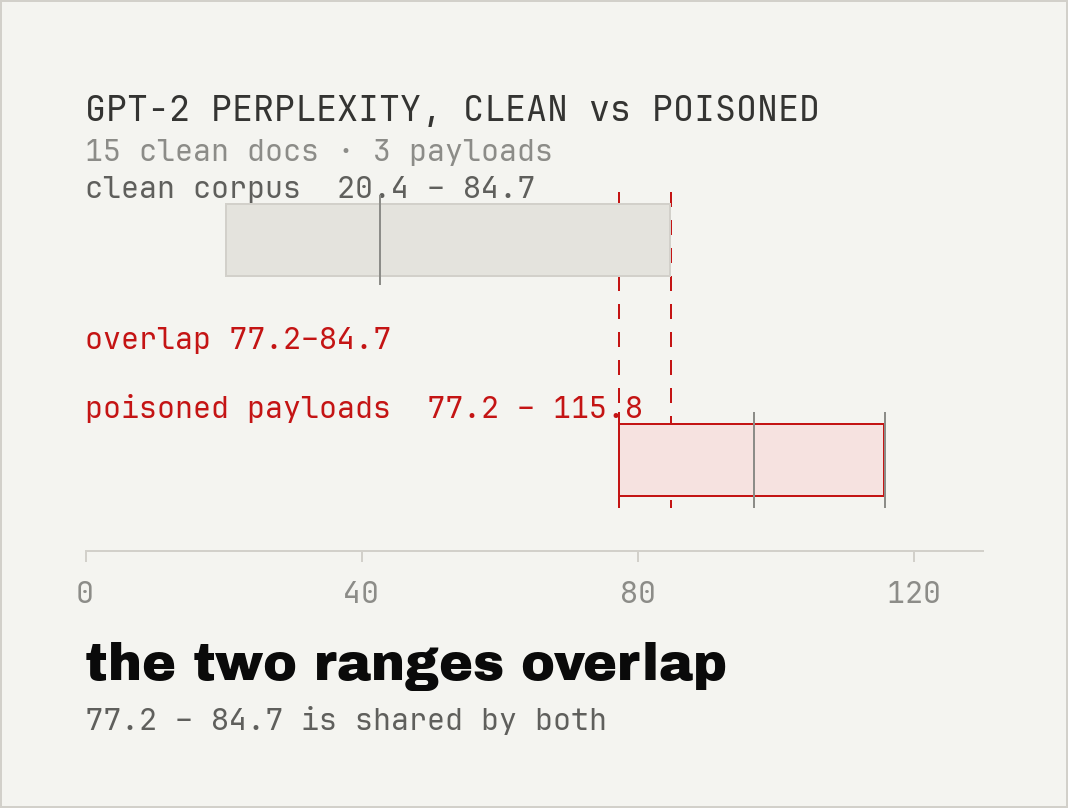 GPT-2 PERPLEXITY, CLEAN vs POISONED
15 clean docs · 3 payloads
clean corpus  20.4 – 84.7
overlap 77.2–84.7
poisoned payloads  77.2 – 115.8
0 40 80 120
the two ranges overlap
77.2 – 84.7 is shared by both